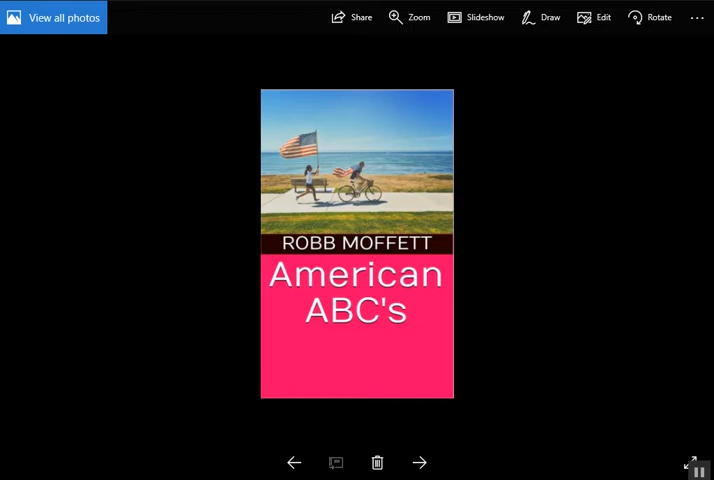 View all photos
Share
Zoom
Slideshow
Draw
Edit
Rotate
ROBB MOFFETT
American
ABC's